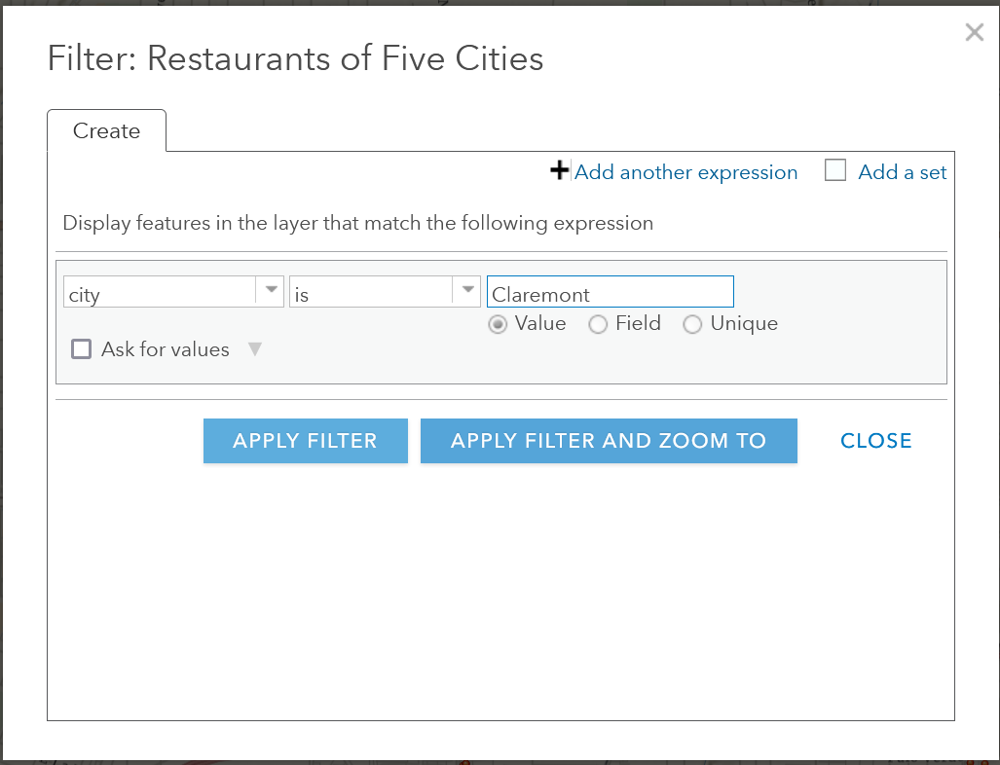 Filter: Restaurants of Five Cities
Create
Add another expression Add a set
Display features in the layer that match the following expression
city is Claremont
Value Field Unique
Ask for values
APPLY FILTER APPLY FILTER AND ZOOM TO CLOSE